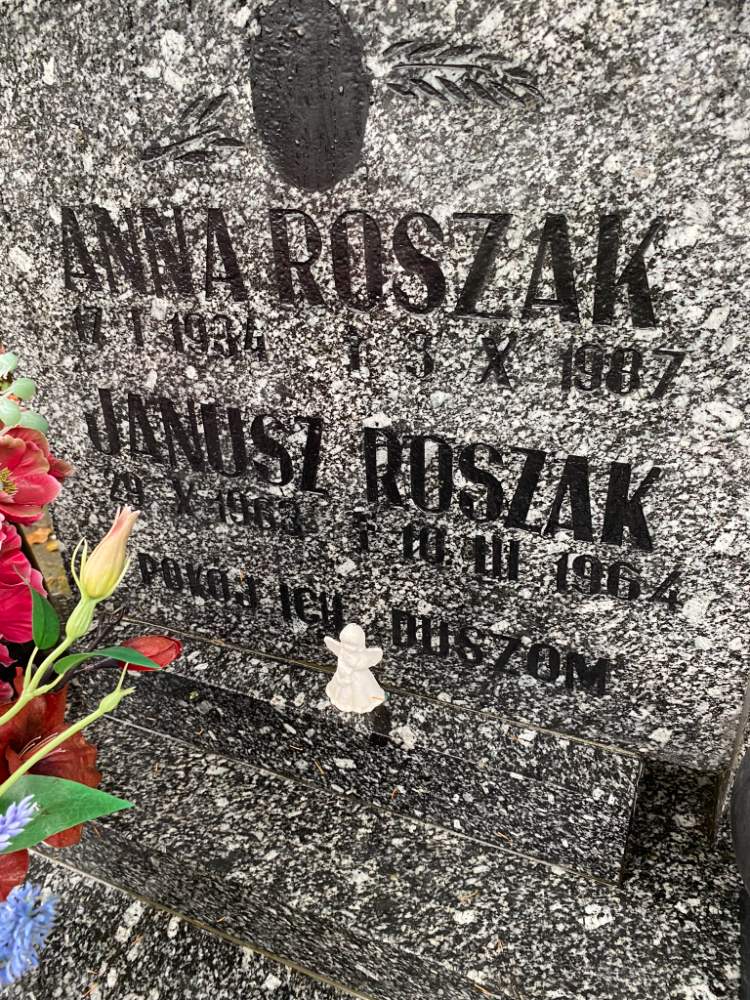 ANNA ROSZAK
17 I 1934 † 3 X 1987
JANUSZ ROSZAK
29 X 1963 † 10 III 1964
POKÓJ ICH DUSZOM